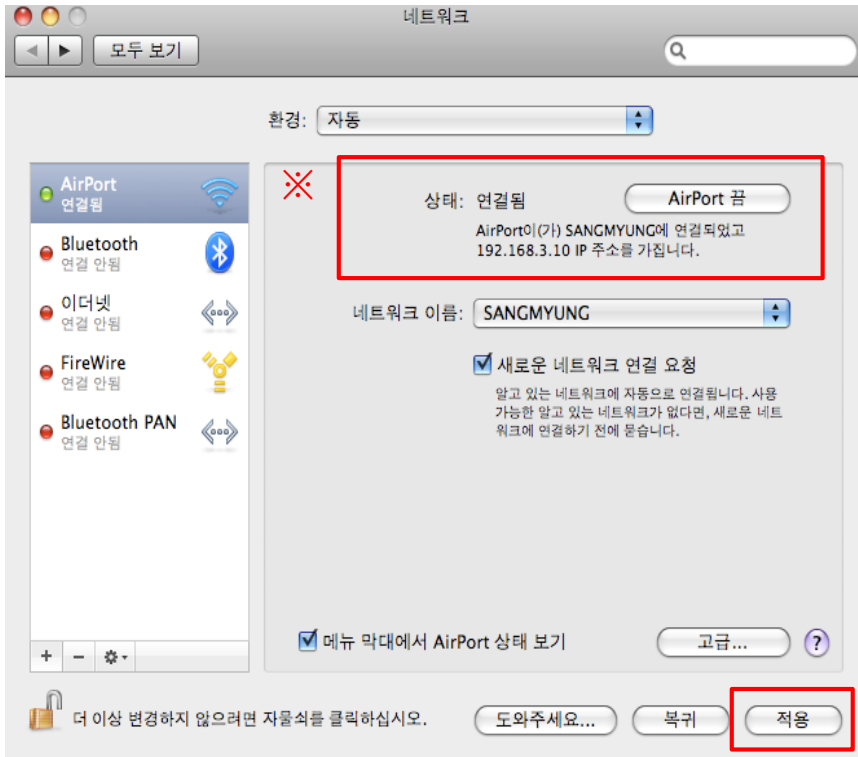 네트워크
모두 보기
환경: 자동
AirPort
연결됨
Bluetooth
연결 안됨
이더넷
연결 안됨
FireWire
연결 안됨
Bluetooth PAN
연결 안됨
※
상태: 연결됨 AirPort 끔
AirPort이(가) SANGMYUNG에 연결되었고
192.168.3.10 IP 주소를 가집니다.
네트워크 이름: SANGMYUNG
새로운 네트워크 연결 요청
알고 있는 네트워크에 자동으로 연결됩니다. 사용
가능한 알고 있는 네트워크가 없다면, 새로운 네트
워크에 연결하기 전에 묻습니다.
메뉴 막대에서 AirPort 상태 보기 고급... ?
더 이상 변경하지 않으려면 자물쇠를 클릭하십시오. 도와주세요... 복귀 적용